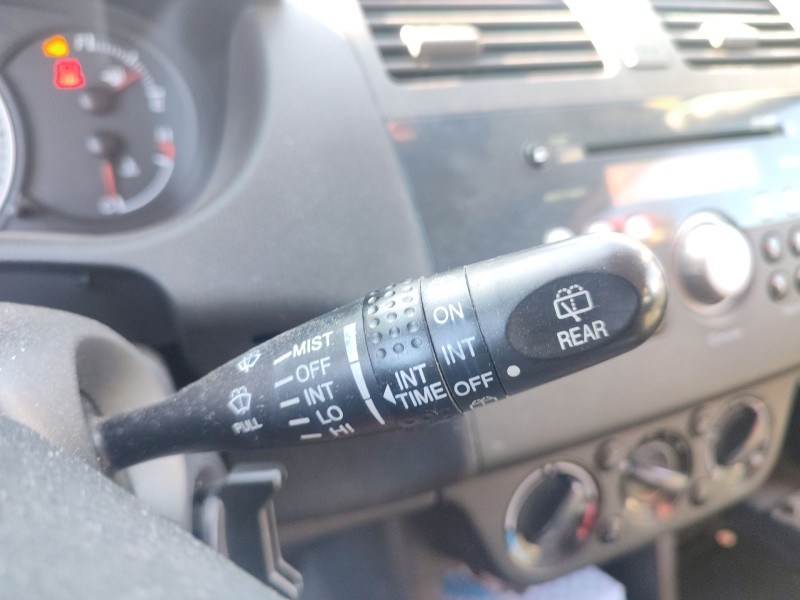 MIST
OFF
INT
LO
HI
PULL
INT
TIME
ON
INT
OFF
REAR